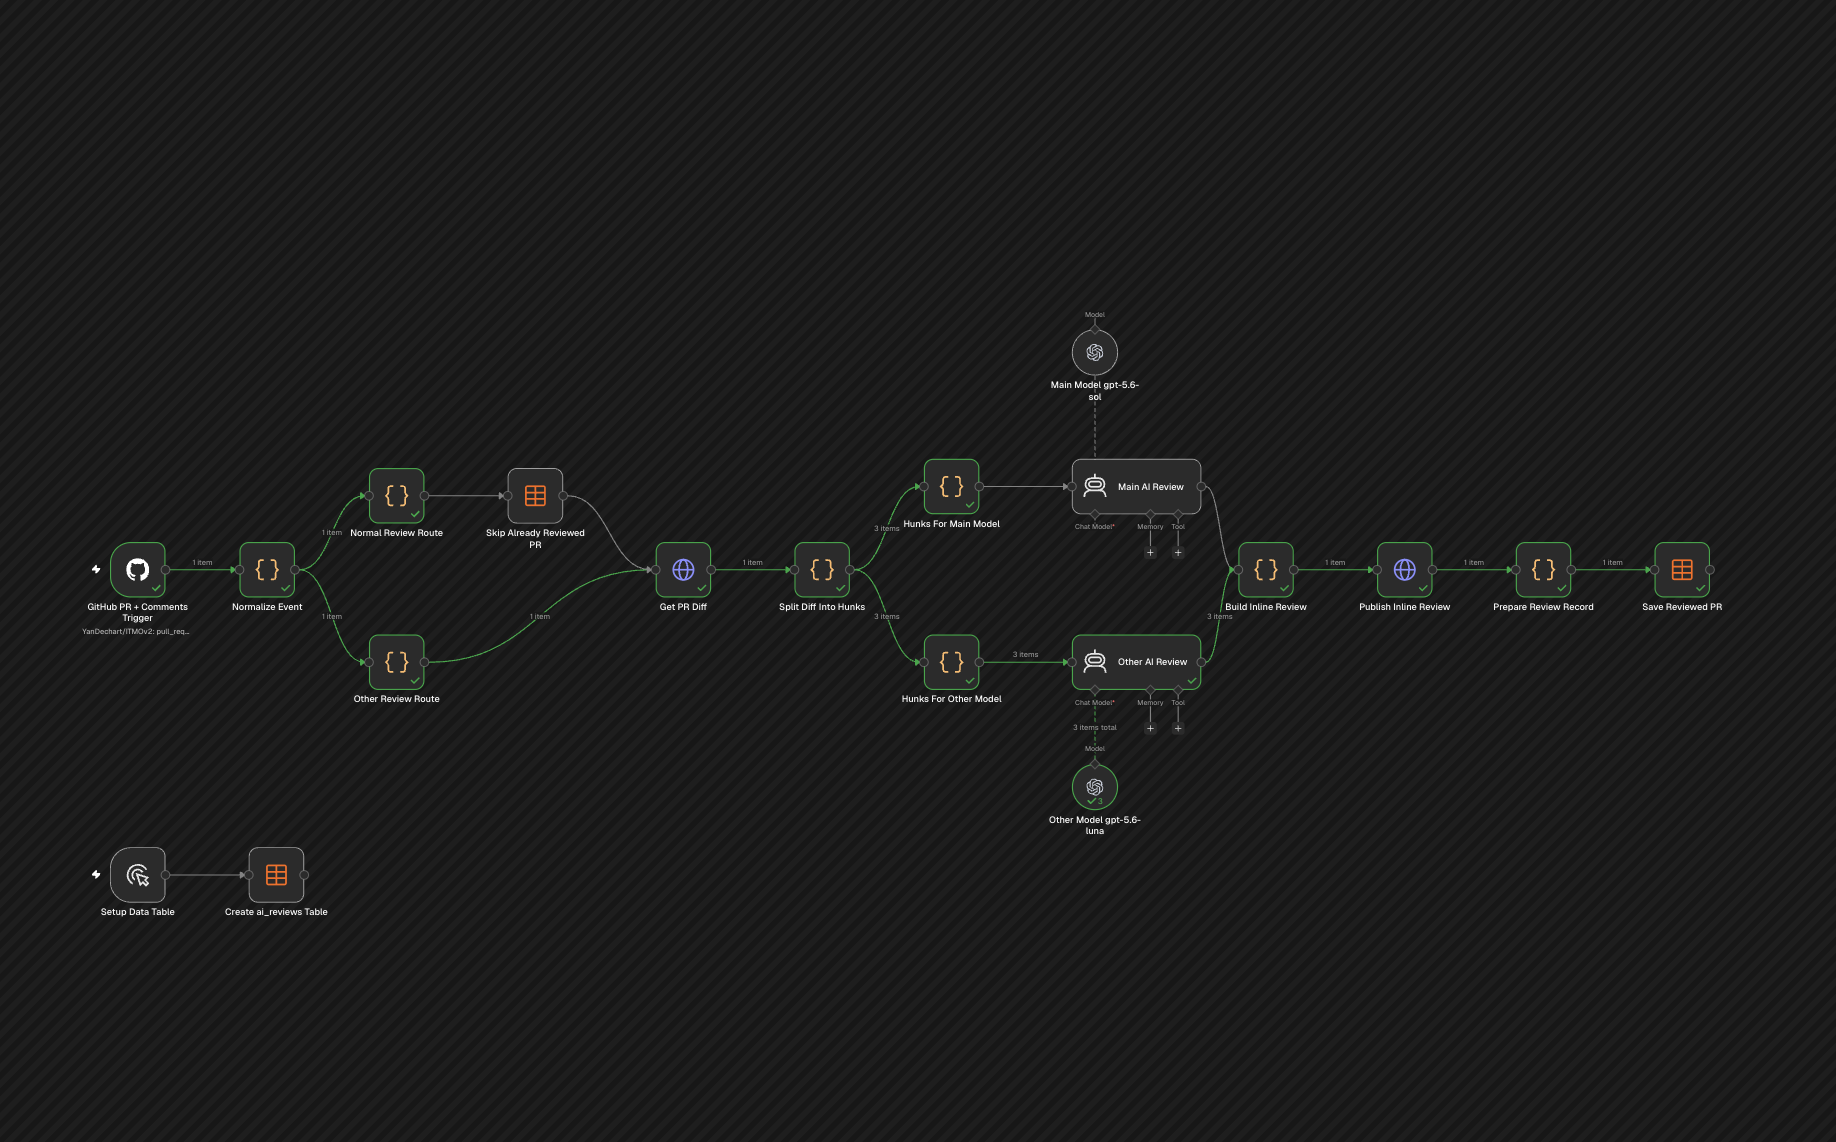 Model
Main Model gpt-5.6-
sol
Main AI Review
Chat Model*
Memory
Tool
1 item
Normal Review Route
Skip Already Reviewed
PR
3 items
Hunks For Main Model
1 item
GitHub PR + Comments
Trigger
YanDechart/ITMOv2: pull_req...
Normalize Event
1 item
Get PR Diff
Split Diff Into Hunks
1 item
Build Inline Review
1 item
Publish Inline Review
1 item
Prepare Review Record
Save Reviewed PR
1 item
1 item
3 items
3 items
Other Review Route
Hunks For Other Model
3 items
Other AI Review
Chat Model*
Memory
Tool
3 items total
Model
3
Other Model gpt-5.6-
luna
Setup Data Table
Create ai_reviews Table